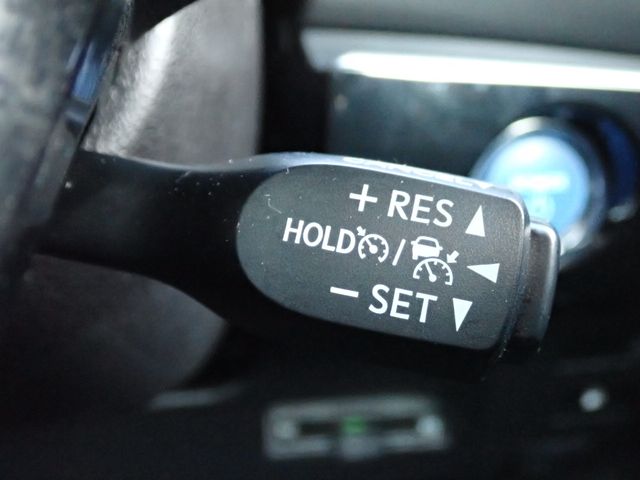 + RES
HOLD /
– SET